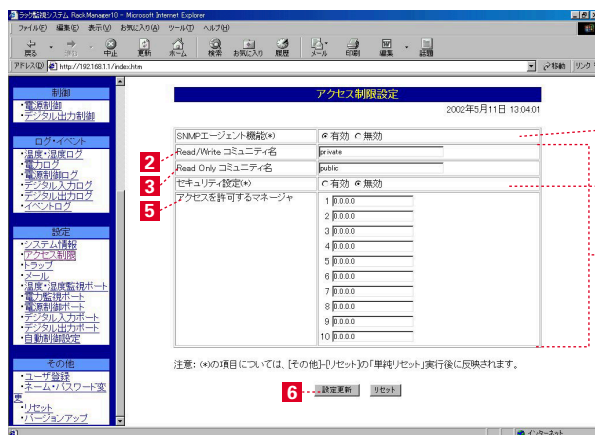 ラック監視システム RackManager10 - Microsoft Internet Explorer
ファイル(F) 編集(E) 表示(V) お気に入り(A) ツール(T) ヘルプ(H)
戻る 進む 中止 更新 ホーム 検索 お気に入り 履歴 メール 印刷 編集 話題
アドレス(D) http://192.168.1.1/index.htm 移動 リンク
制御
・電源制御
・デジタル出力制御
ログ・イベント
・温度・湿度ログ
・電力ログ
・電源制御ログ
・デジタル入力ログ
・デジタル出力ログ
・イベントログ
設定
・システム情報
・アクセス制限
・トラップ
・メール
・温度・湿度監視ポート
・電力監視ポート
・電源制御ポート
・デジタル入力ポート
・デジタル出力ポート
・自動制御設定
その他
・ユーザ登録
・ネーム・パスワード変
更
・リセット
・バージョンアップ
アクセス制限設定
2002年5月11日 13:04:01
SNMPエージェント機能(*) 有効 無効
2 Read/Write コミュニティ名 private
3 Read Only コミュニティ名 public
セキュリティ設定(*) 有効 無効
5 アクセスを許可するマネージャ 1 0.0.0.0
2 0.0.0.0
3 0.0.0.0
4 0.0.0.0
5 0.0.0.0
6 0.0.0.0
7 0.0.0.0
8 0.0.0.0
9 0.0.0.0
10 0.0.0.0
注意: (*)の項目については、[その他]-[リセット]の「単純リセット」実行後に反映されます。
6 設定更新 リセット
インターネット